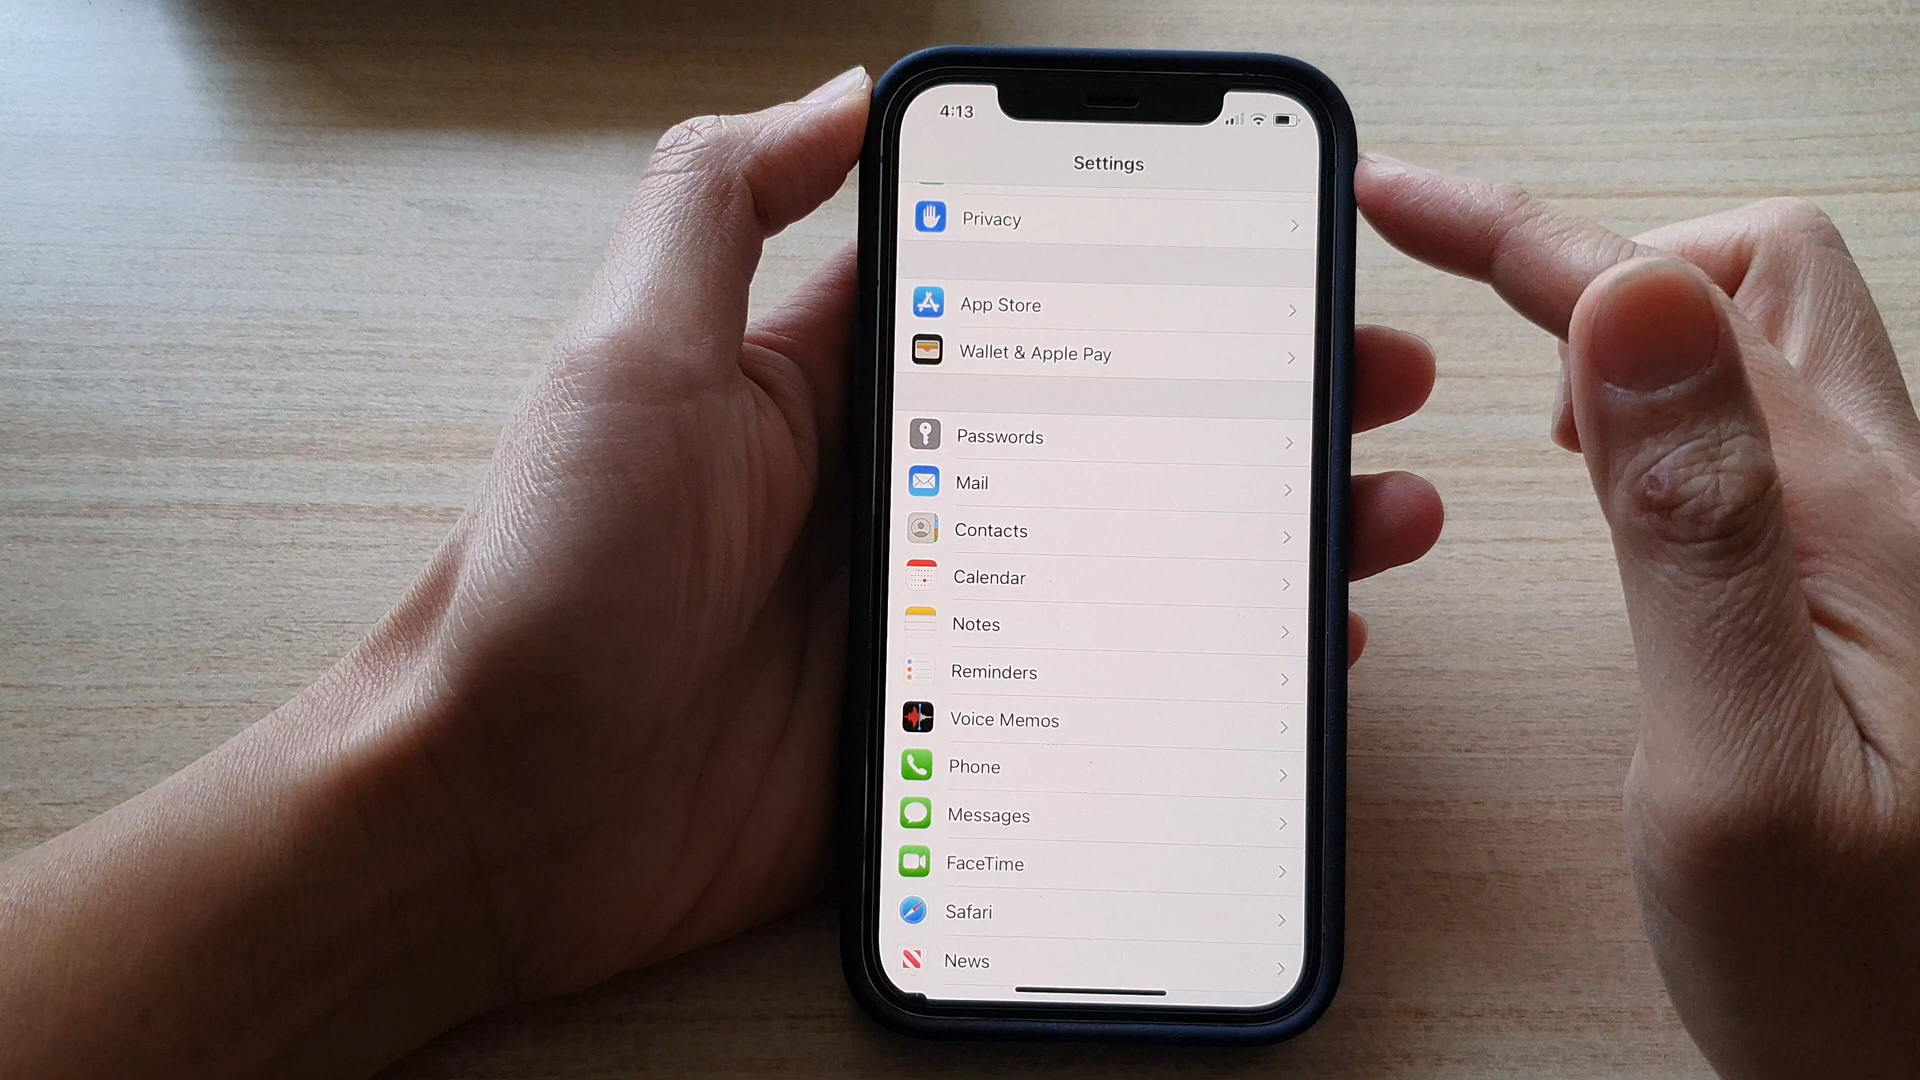 4:13
Settings
Privacy
App Store
Wallet & Apple Pay
Passwords
Mail
Contacts
Calendar
Notes
Reminders
Voice Memos
Phone
Messages
FaceTime
Safari
News